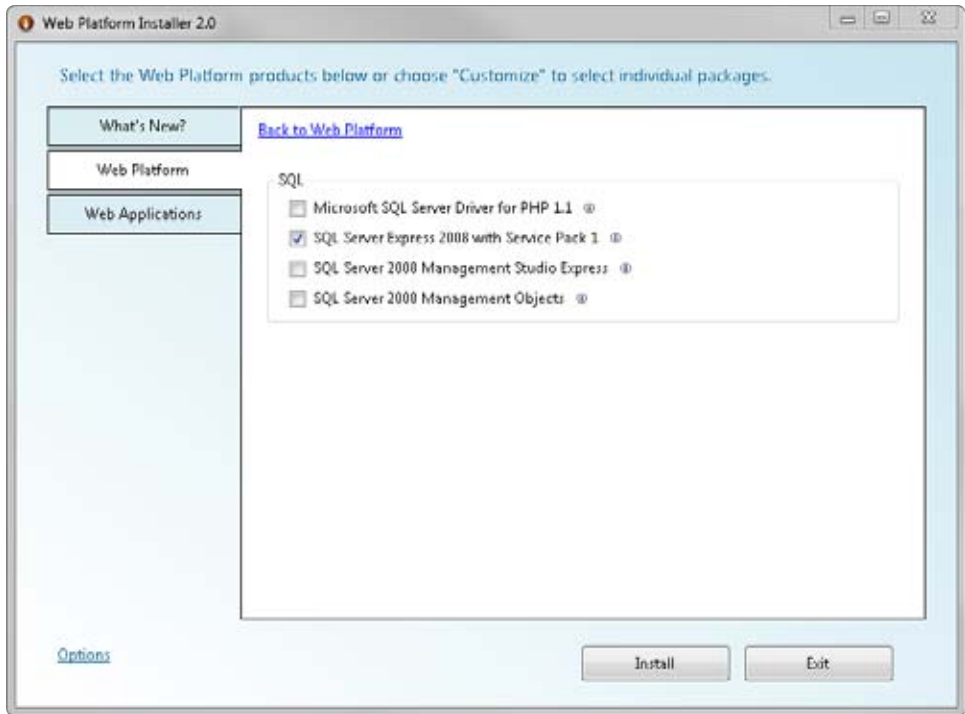 Web Platform Installer 2.0
Select the Web Platform products below or choose "Customize" to select individual packages.
What's New?
Back to Web Platform
Web Platform
SQL
Web Applications
Microsoft SQL Server Driver for PHP 1.1
SQL Server Express 2008 with Service Pack 1
SQL Server 2008 Management Studio Express
SQL Server 2008 Management Objects
Options
Install
Exit